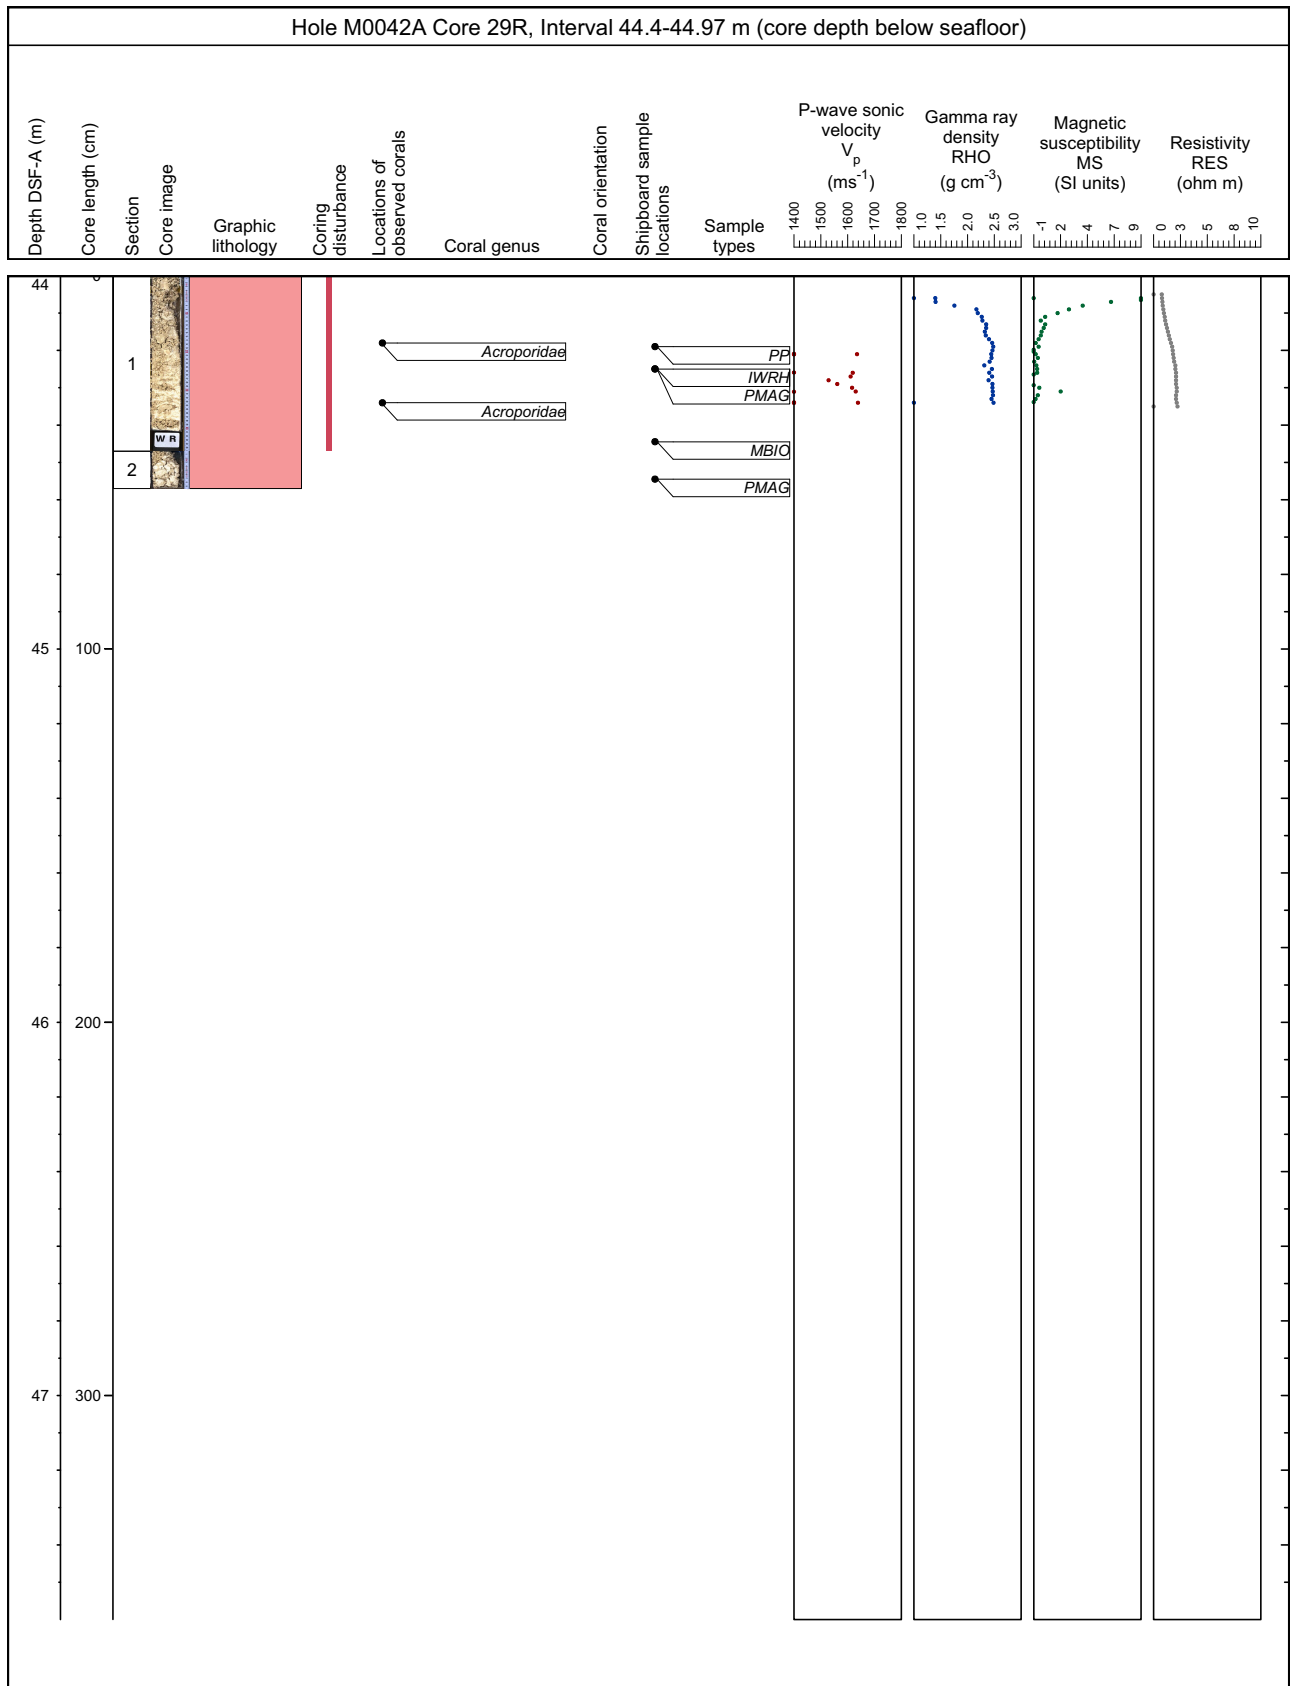 Hole M0042A Core 29R, Interval 44.4-44.97 m (core depth below seafloor)
Depth DSF-A (m)
Core length (cm)
Section
Core image
Graphic
lithology
Coring
disturbance
Locations of
observed corals
Coral genus
Coral orientation
Shipboard sample
locations
Sample
types
P-wave sonic
velocity
Vp
(ms-1)
1400 1500 1600 1700 1800
Gamma ray
density
RHO
(g cm-3)
1.0 1.5 2.0 2.5 3.0
Magnetic
susceptibility
MS
(SI units)
-1 2 4 7 9
Resistivity
RES
(ohm m)
0 3 5 8 10
44 0
1
Acroporidae
PP
IWRH
PMAG
Acroporidae
W R
MBIO
2
PMAG
45 100
46 200
47 300